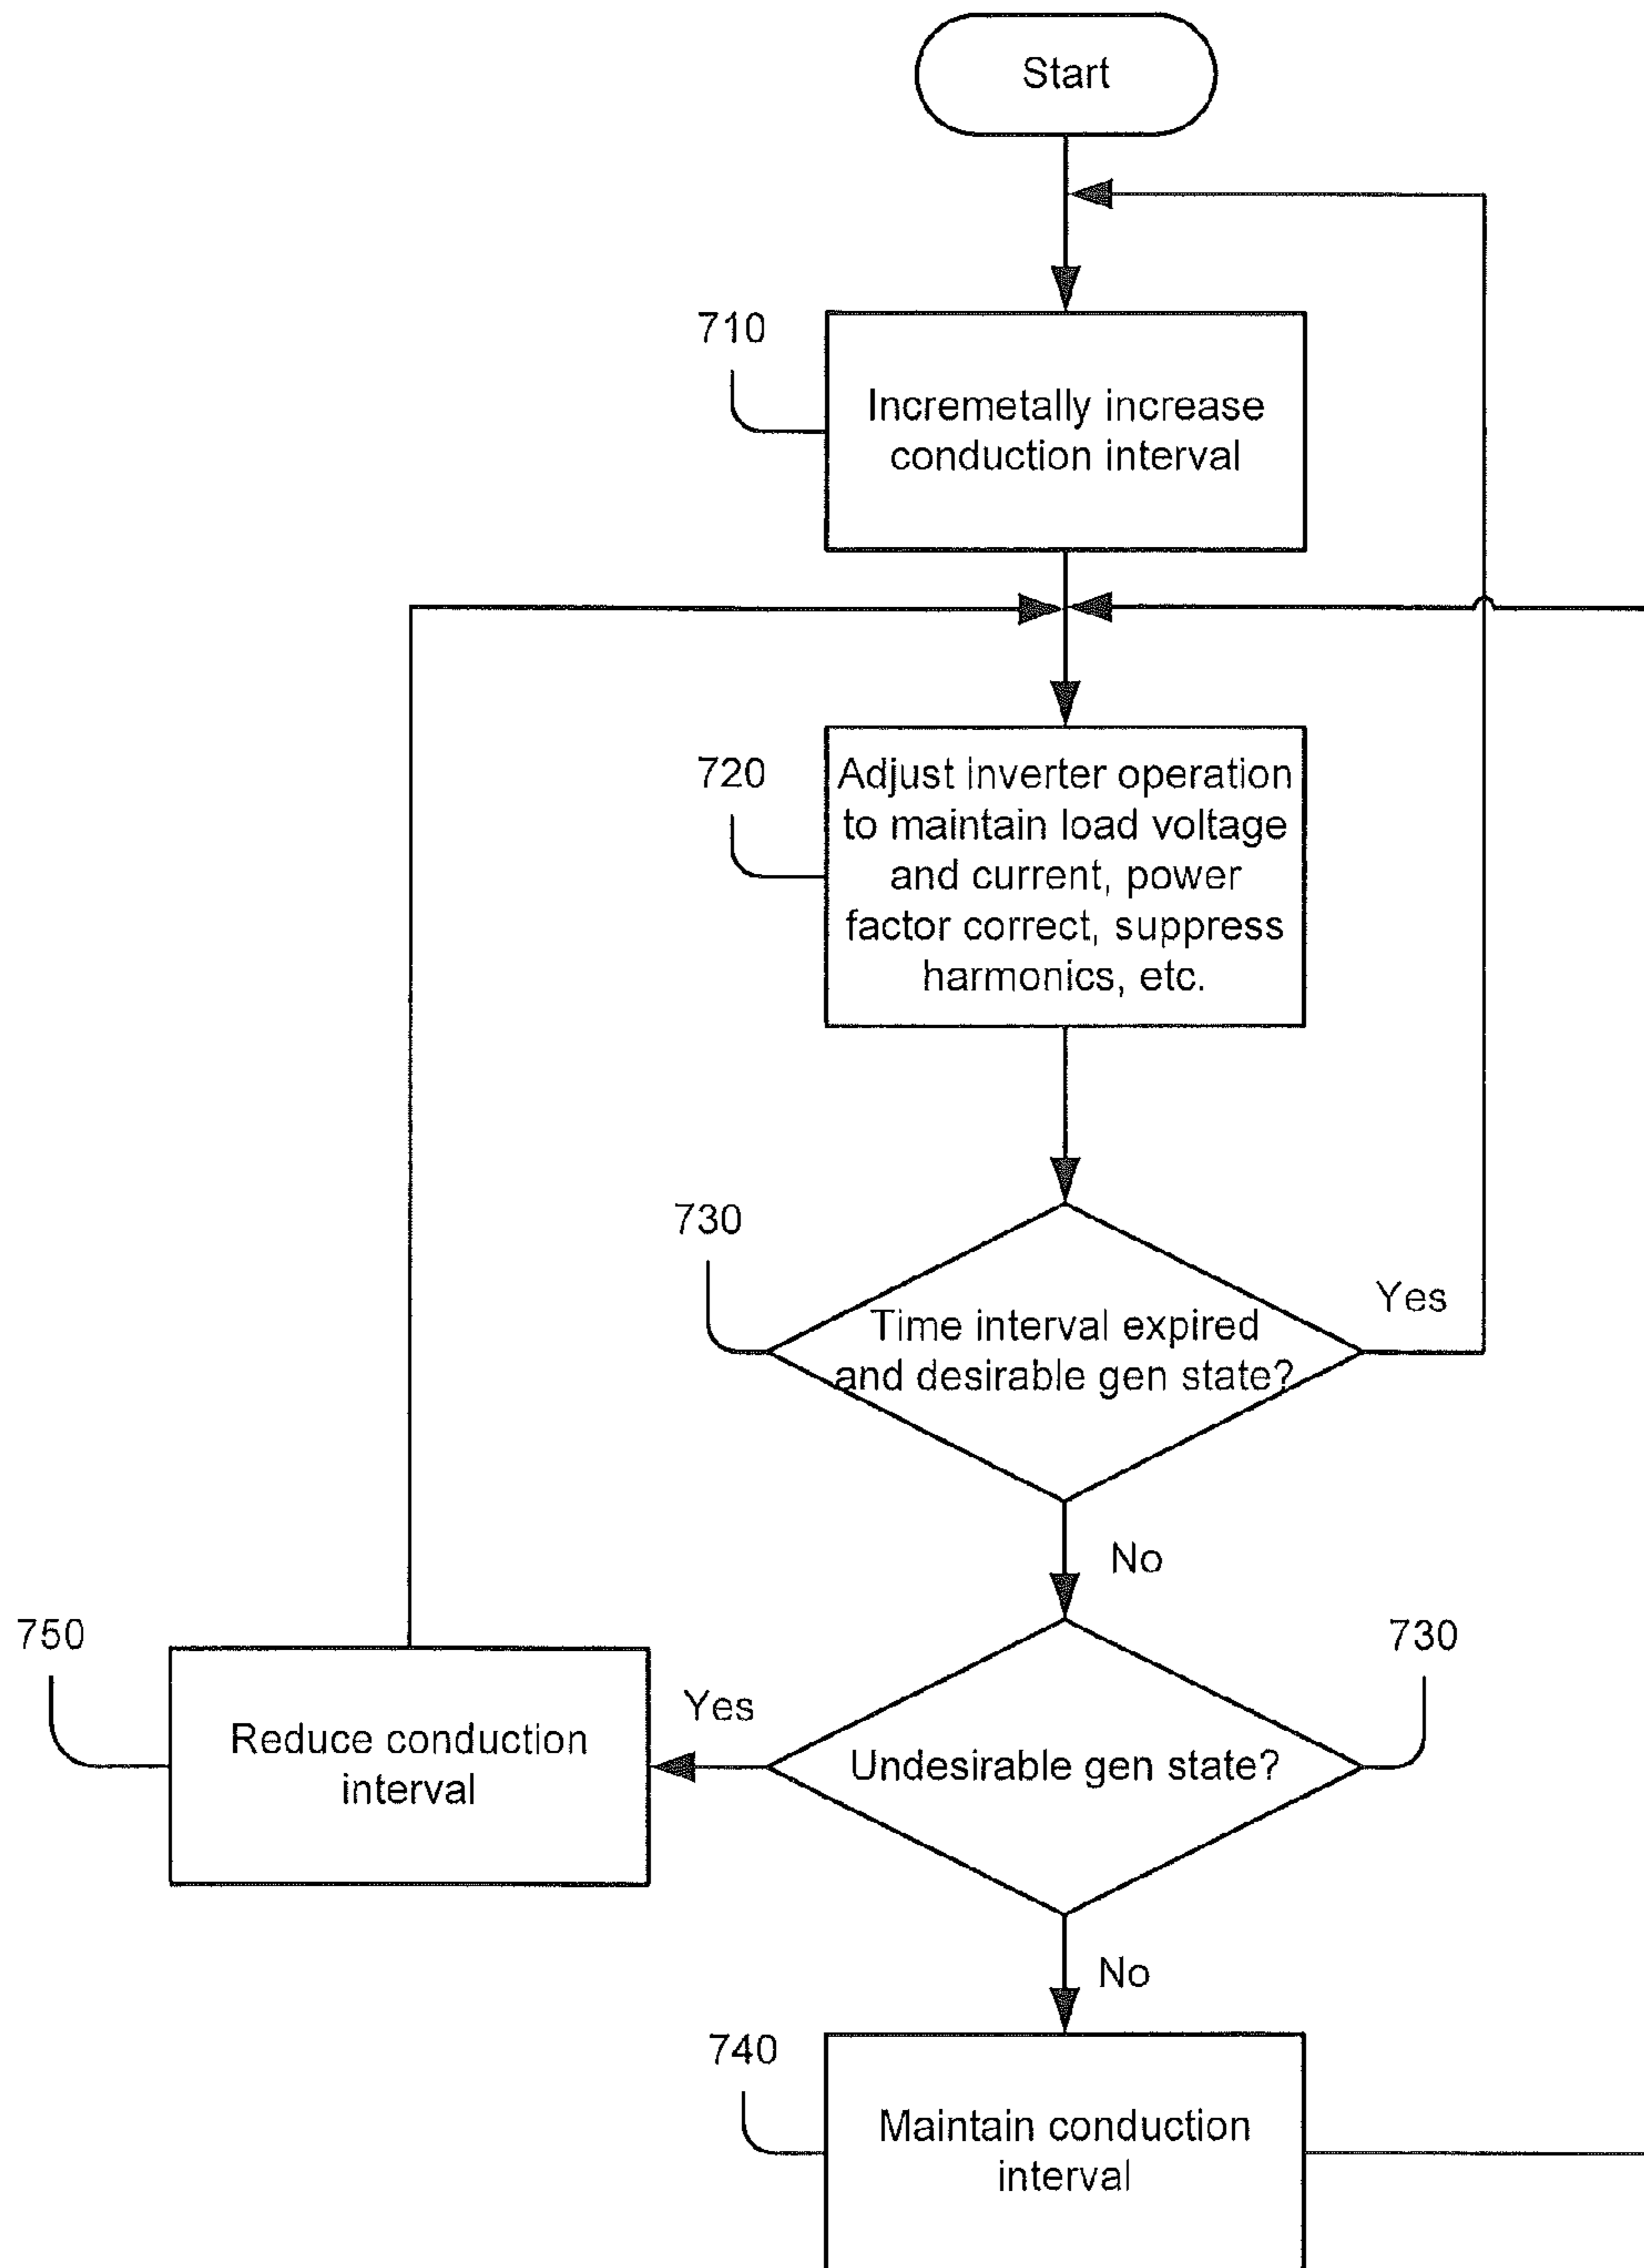 Start
710
Incremetally increase
conduction interval
720
Adjust inverter operation
to maintain load voltage
and current, power
factor correct, suppress
harmonics, etc.
730
Time interval expired
and desirable gen state?
Yes
No
750
Reduce conduction
interval
Yes
Undesirable gen state?
730
No
740
Maintain conduction
interval